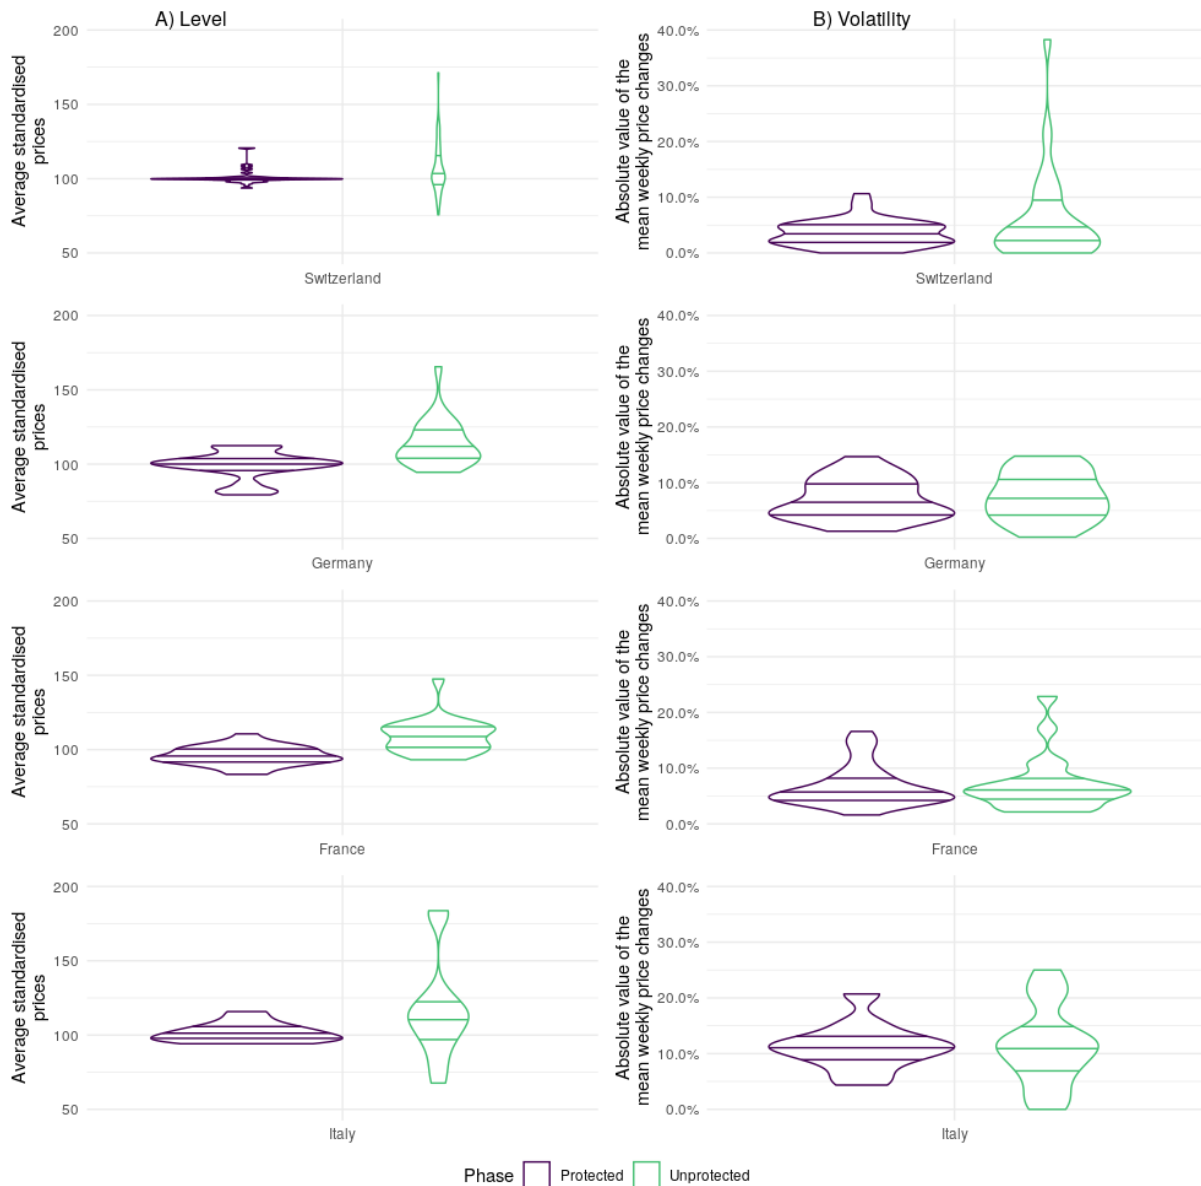 A) Level
B) Volatility
Average standardised
prices
200
150
100
50
Switzerland
Absolute value of the
mean weekly price changes
40.0%
30.0%
20.0%
10.0%
0.0%
Switzerland
Average standardised
prices
200
150
100
50
Germany
Absolute value of the
mean weekly price changes
40.0%
30.0%
20.0%
10.0%
0.0%
Germany
Average standardised
prices
200
150
100
50
France
Absolute value of the
mean weekly price changes
40.0%
30.0%
20.0%
10.0%
0.0%
France
Average standardised
prices
200
150
100
50
Italy
Absolute value of the
mean weekly price changes
40.0%
30.0%
20.0%
10.0%
0.0%
Italy
Phase Protected Unprotected